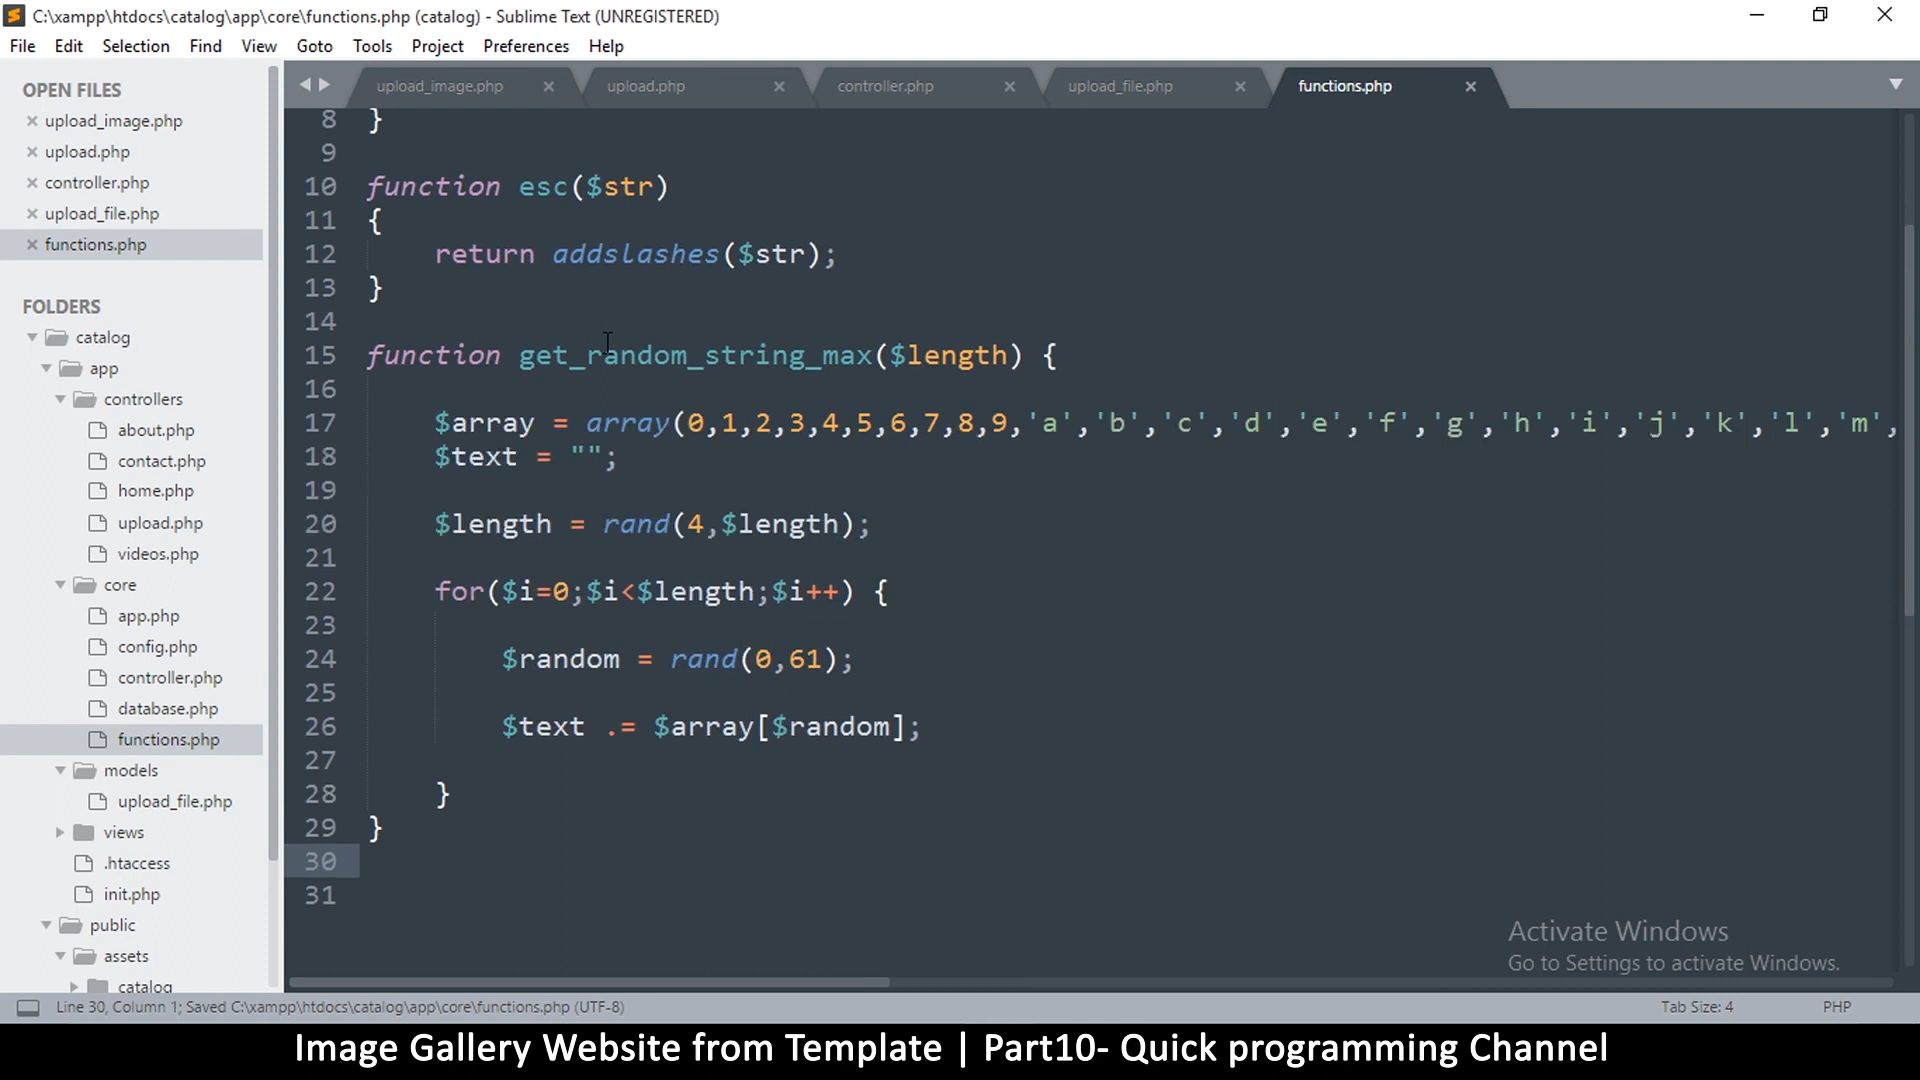 C:\xampp\htdocs\catalog\app\core\functions.php (catalog) - Sublime Text (UNREGISTERED)
File Edit Selection Find View Goto Tools Project Preferences Help
OPEN FILES
upload_image.php
upload.php
controller.php
upload_file.php
functions.php
FOLDERS
catalog
app
controllers
about.php
contact.php
home.php
upload.php
videos.php
core
app.php
config.php
controller.php
database.php
functions.php
models
upload_file.php
views
.htaccess
init.php
public
assets
catalog
upload_image.php upload.php controller.php upload_file.php functions.php
8 }
9
10 function esc($str)
11 {
12 return addslashes($str);
13 }
14
15 function get_random_string_max($length) {
16
17 $array = array(0,1,2,3,4,5,6,7,8,9,'a','b','c','d','e','f','g','h','i','j','k','l','m',
18 $text = "";
19
20 $length = rand(4,$length);
21
22 for($i=0;$i<$length;$i++) {
23
24 $random = rand(0,61);
25
26 $text .= $array[$random];
27
28 }
29 }
30
31
Activate Windows
Go to Settings to activate Windows.
Line 30, Column 1; Saved C:\xampp\htdocs\catalog\app\core\functions.php (UTF-8) Tab Size: 4 PHP
Image Gallery Website from Template | Part10- Quick programming Channel